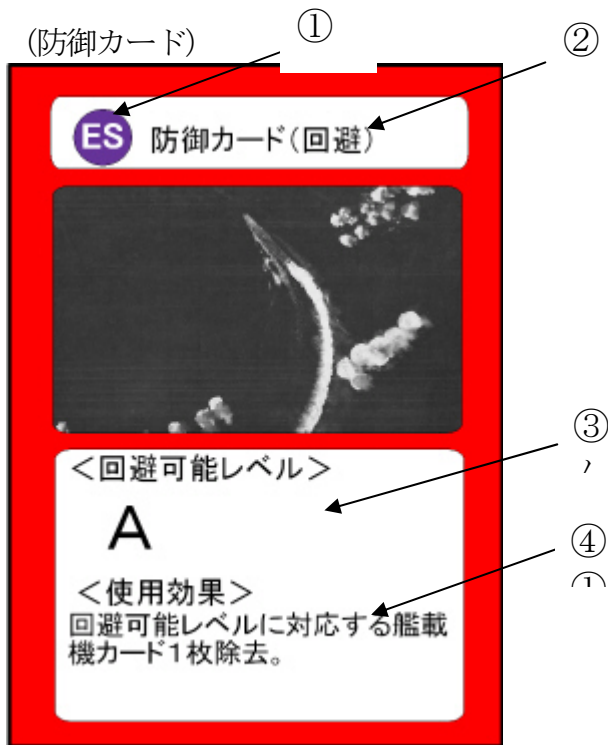 ①
②
(防御カード)
ES 防御カード(回避)
<回避可能レベル>
③
A
④
<使用効果>
回避可能レベルに対応する艦載
機カード1枚除去。